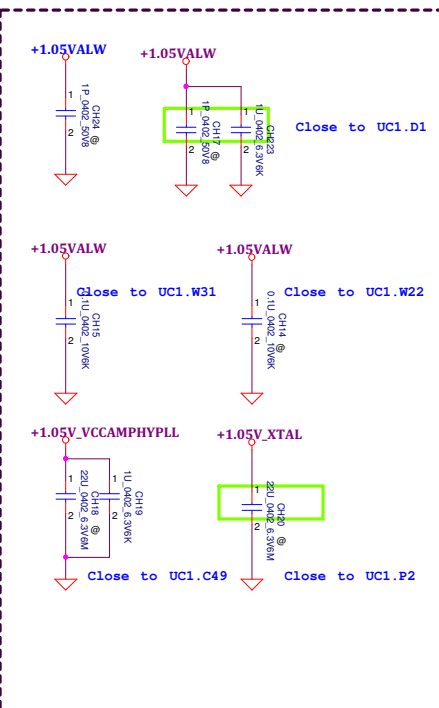 +1.05VALW
1
CH24
1P_0402_50V8
2
@
+1.05VALW
1
CH17
1P_0402_50V8
2
@
1
CH223
1U_0402_6.3V6K
2
Close to UC1.D1
+1.05VALW
Close to UC1.W31
1
CH15
0.1U_0402_10V6K
2
+1.05VALW
Close to UC1.W22
1
CH14
0.1U_0402_10V6K
2
@
+1.05V_VCCAMPHYPLL
1
CH18
22U_0402_6.3V6M
2
@
1
CH19
1U_0402_6.3V6K
2
Close to UC1.C49
+1.05V_XTAL
1
CH20
22U_0402_6.3V6M
2
@
Close to UC1.P2